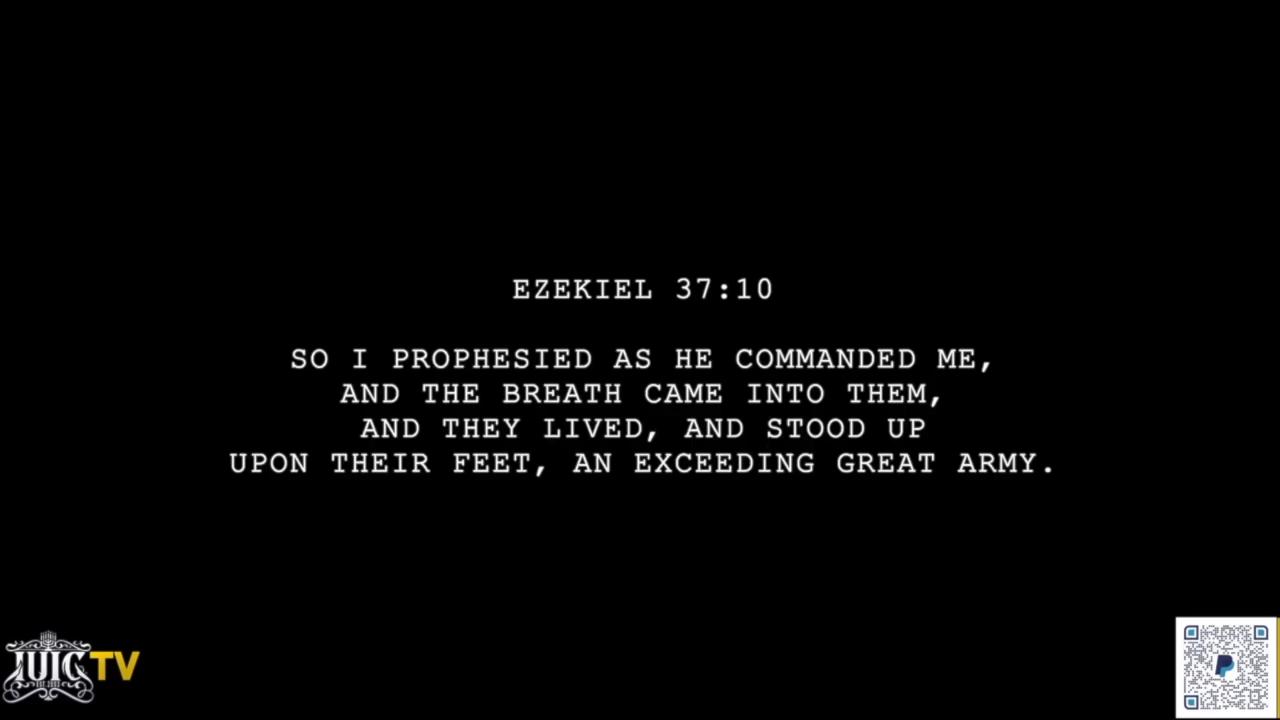 EZEKIEL 37:10
SO I PROPHESIED AS HE COMMANDED ME,
AND THE BREATH CAME INTO THEM,
AND THEY LIVED, AND STOOD UP
UPON THEIR FEET, AN EXCEEDING GREAT ARMY.
IUIC TV